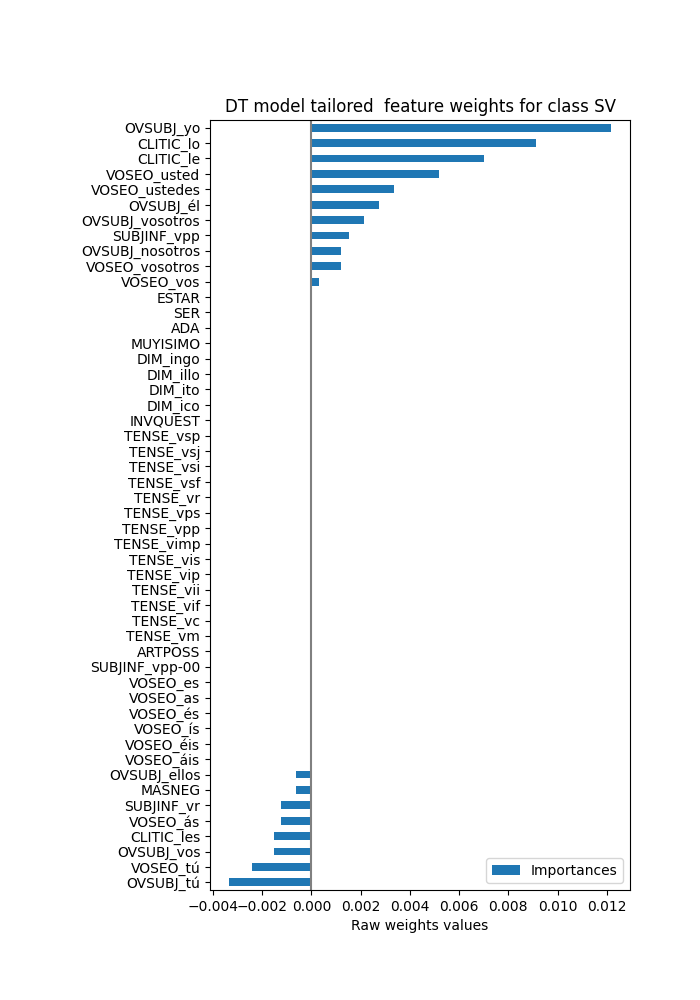 DT model tailored  feature weights for class SV
OVSUBJ_yo
CLITIC_lo
CLITIC_le
VOSEO_usted
VOSEO_ustedes
OVSUBJ_él
OVSUBJ_vosotros
SUBJINF_vpp
OVSUBJ_nosotros
VOSEO_vosotros
VOSEO_vos
ESTAR
SER
ADA
MUYISIMO
DIM_ingo
DIM_illo
DIM_ito
DIM_ico
INVQUEST
TENSE_vsp
TENSE_vsj
TENSE_vsi
TENSE_vsf
TENSE_vr
TENSE_vps
TENSE_vpp
TENSE_vimp
TENSE_vis
TENSE_vip
TENSE_vii
TENSE_vif
TENSE_vc
TENSE_vm
ARTPOSS
SUBJINF_vpp-00
VOSEO_es
VOSEO_as
VOSEO_és
VOSEO_ís
VOSEO_éis
VOSEO_áis
OVSUBJ_ellos
MASNEG
SUBJINF_vr
VOSEO_ás
CLITIC_les
OVSUBJ_vos
VOSEO_tú
OVSUBJ_tú
Importances
−0.004 −0.002 0.000 0.002 0.004 0.006 0.008 0.010 0.012
Raw weights values